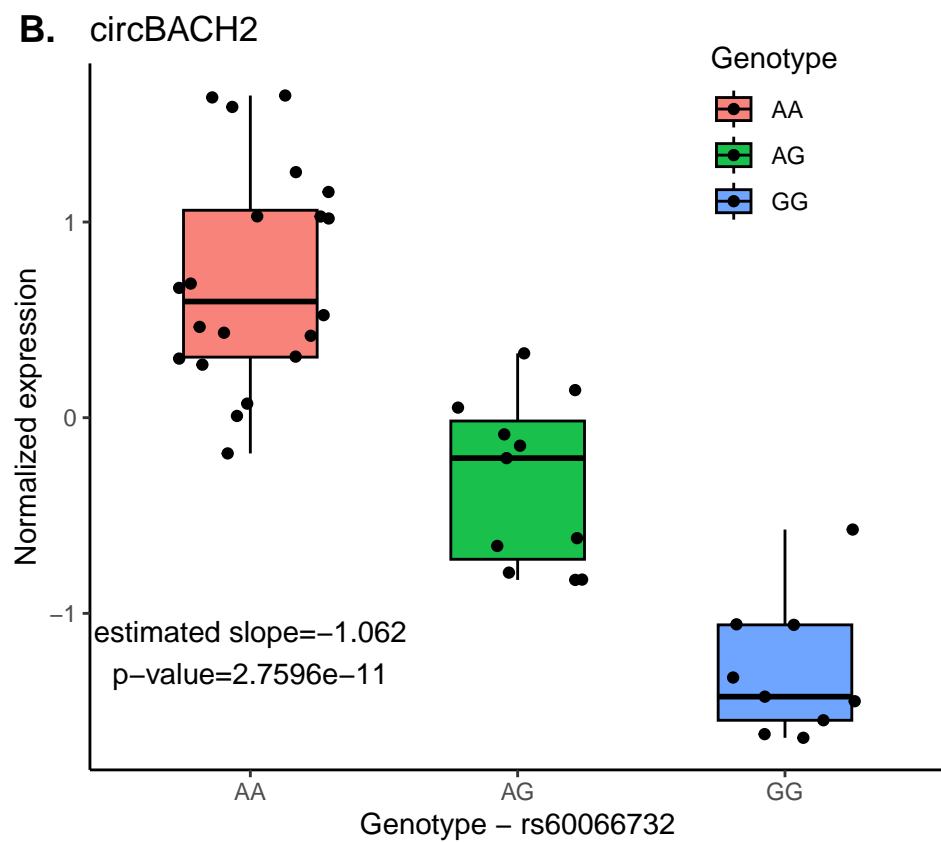 B. circBACH2
Genotype
AA
AG
GG
Normalized expression
1
0
−1
estimated slope=−1.062
p−value=2.7596e−11
AA AG GG
Genotype − rs60066732